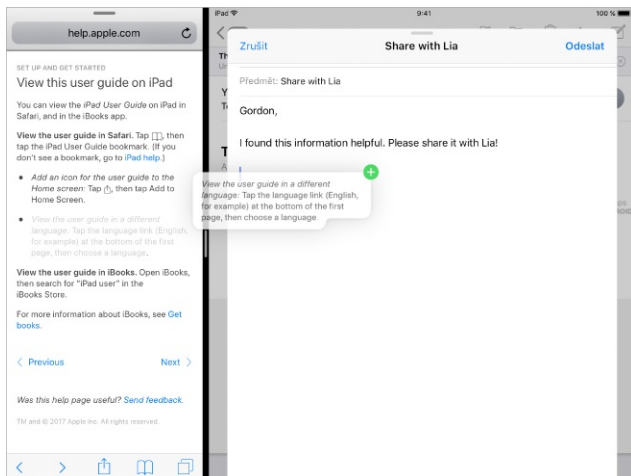 iPad
9:41
100 %
help.apple.com
SET UP AND GET STARTED
View this user guide on iPad
You can view the iPad User Guide on iPad in
Safari, and in the iBooks app.
View the user guide in Safari. Tap , then
tap the iPad User Guide bookmark. (If you
don't see a bookmark, go to iPad help.)
• Add an icon for the user guide to the
Home screen: Tap , then tap Add to
Home Screen.
• View the user guide in a different
language: Tap the language link (English,
for example) at the bottom of the first
page, then choose a language.
View the user guide in iBooks. Open iBooks,
then search for "iPad user" in the
iBooks Store.
For more information about iBooks, see Get
books.
Previous
Next
Was this help page useful? Send feedback.
TM and © 2017 Apple Inc. All rights reserved.
Zrušit
Share with Lia
Odeslat
Předmět: Share with Lia
Gordon,
I found this information helpful. Please share it with Lia!
View the user guide in a different
language: Tap the language link (English,
for example) at the bottom of the first
page, then choose a language.